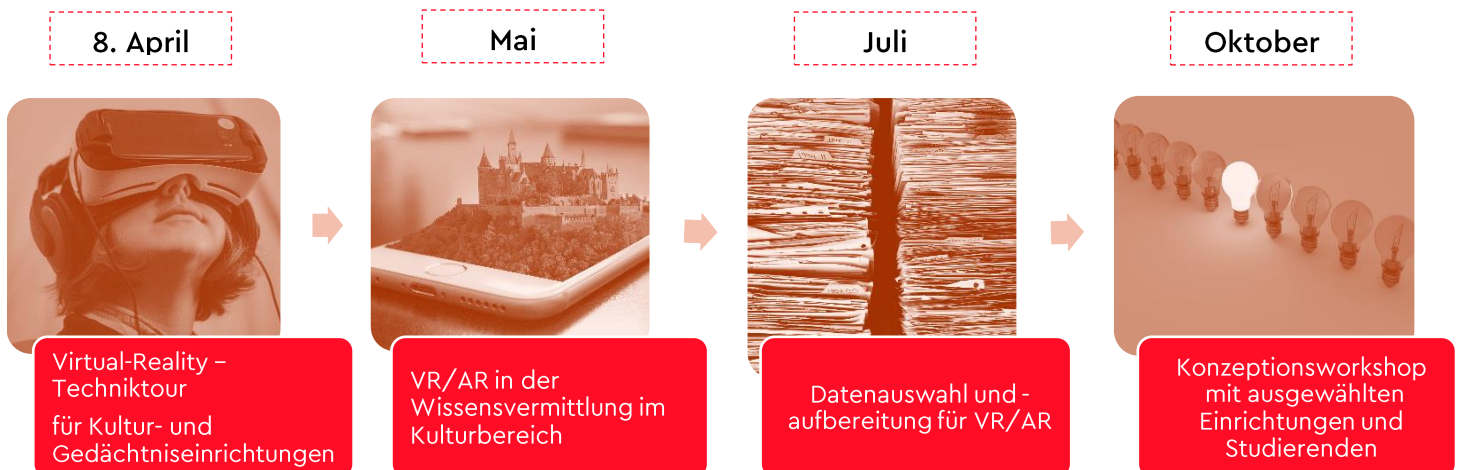 8. April
Mai
Juli
Oktober
Virtual-Reality –
Techniktour
für Kultur- und
Gedächtniseinrichtungen
VR/AR in der
Wissensvermittlung im
Kulturbereich
Datenauswahl und -
aufbereitung für VR/AR
Konzeptionsworkshop
mit ausgewählten
Einrichtungen und
Studierenden